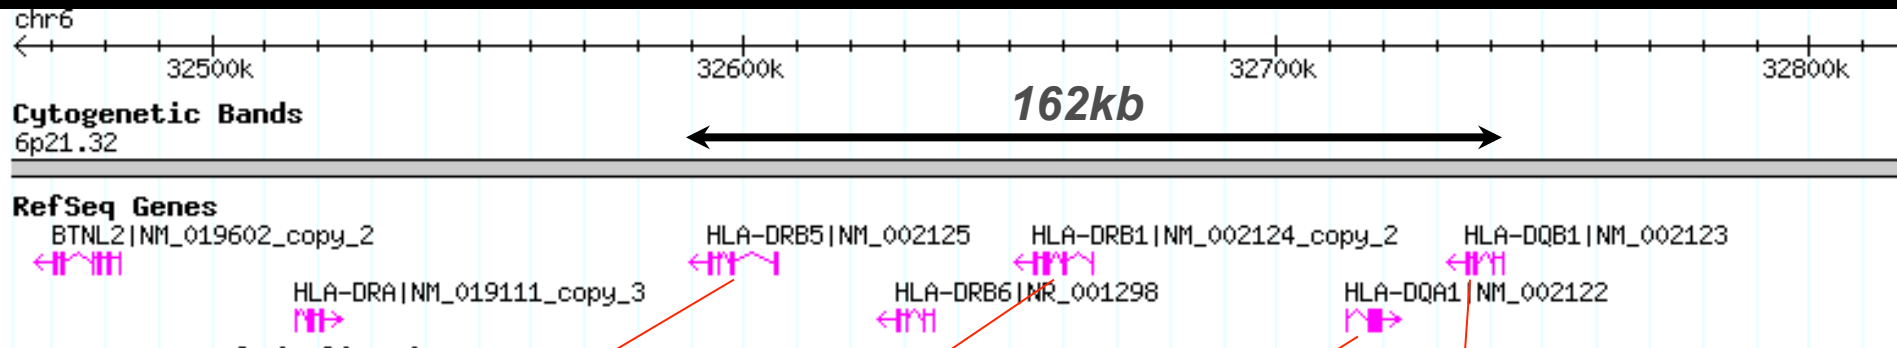 chr6
32500k 32600k 32700k 32800k
162kb
Cytogenetic Bands
6p21.32
RefSeq Genes
BTNL2|NM_019602_copy_2 HLA-DRB5|NM_002125 HLA-DRB1|NM_002124_copy_2 HLA-DQB1|NM_002123
HLA-DRA|NM_019111_copy_3 HLA-DRB6|NR_001298 HLA-DQA1|NM_002122